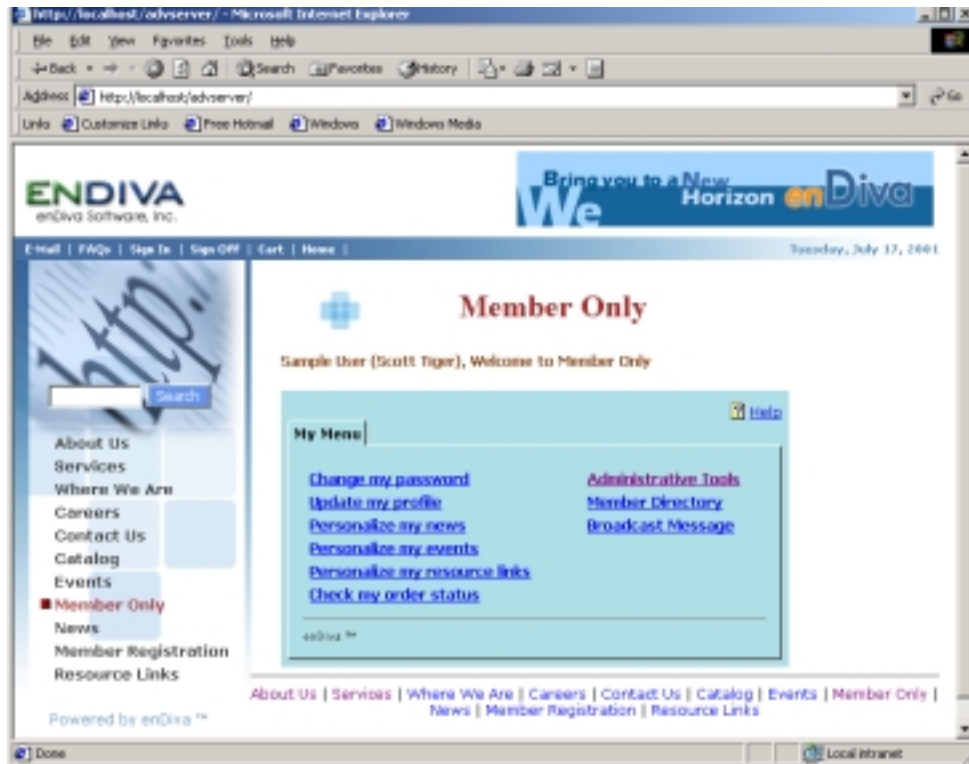 http://localhost/advserver/ - Microsoft Internet Explorer
File Edit View Favorites Tools Help
Back Search Favorites History
Address http://localhost/advserver/ Go
Links Customize Links Free Hotmail Windows Windows Media
ENDIVA
enDiva Software, Inc.
Bring you to a New
We Horizon enDiva
E-Mail | FAQs | Sign In | Sign Off | Cart | Home |
Tuesday, July 17, 2001
http:
Search
About Us
Services
Where We Are
Careers
Contact Us
Catalog
Events
Member Only
News
Member Registration
Resource Links
Powered by enDiva ™
Member Only
Sample User (Scott Tiger), Welcome to Member Only
Help
My Menu
Change my password
Update my profile
Personalize my news
Personalize my events
Personalize my resource links
Check my order status
Administrative Tools
Member Directory
Broadcast Message
enDiva ™
About Us | Services | Where We Are | Careers | Contact Us | Catalog | Events | Member Only |
News | Member Registration | Resource Links
Done
Local intranet